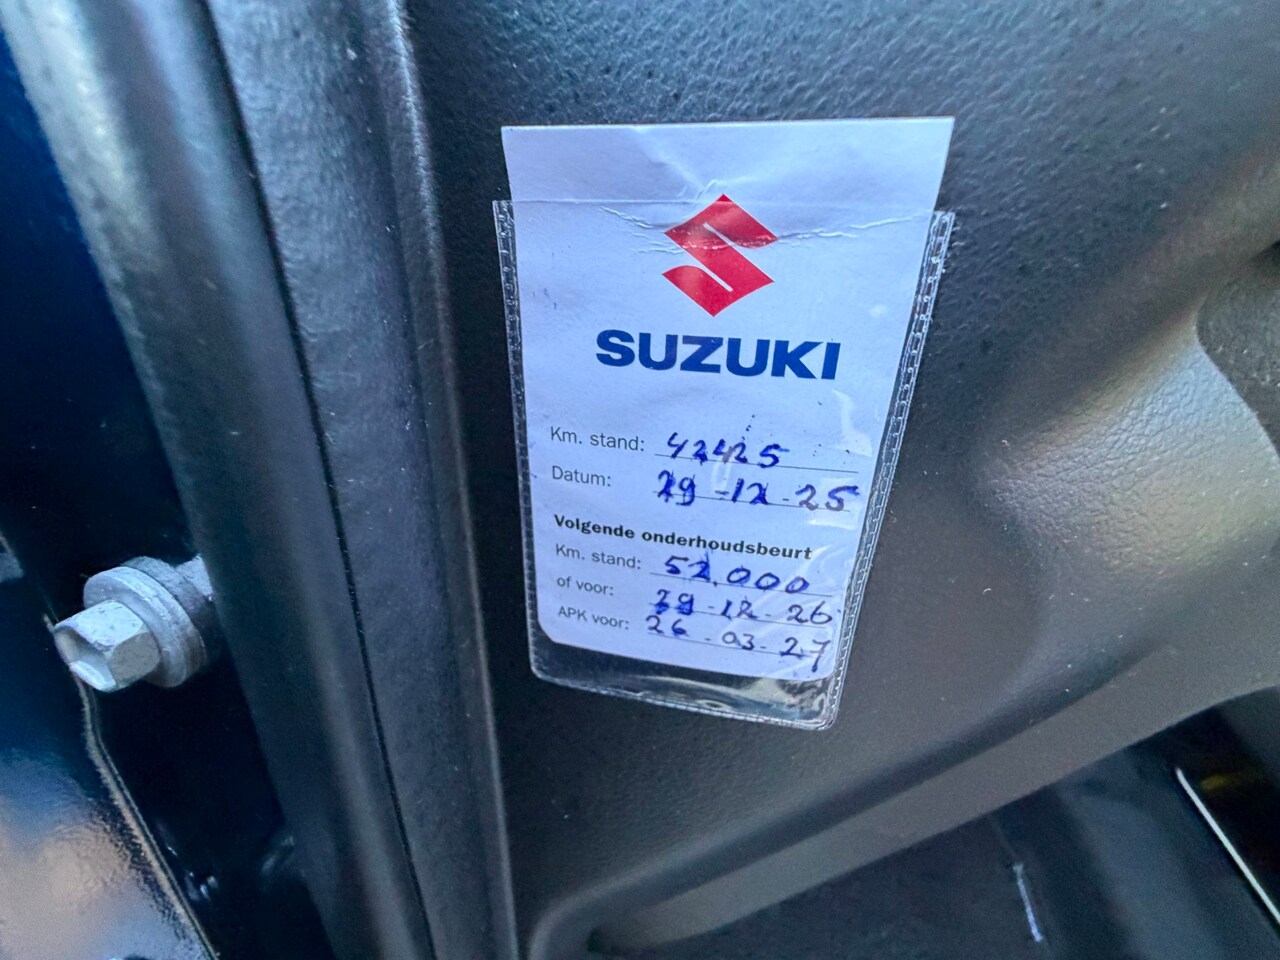 SUZUKI
Km. stand: 42425
Datum: 29-12-25
Volgende onderhoudsbeurt
Km. stand: 52.000
of voor: 29-12-26
APK voor: 26-03-27